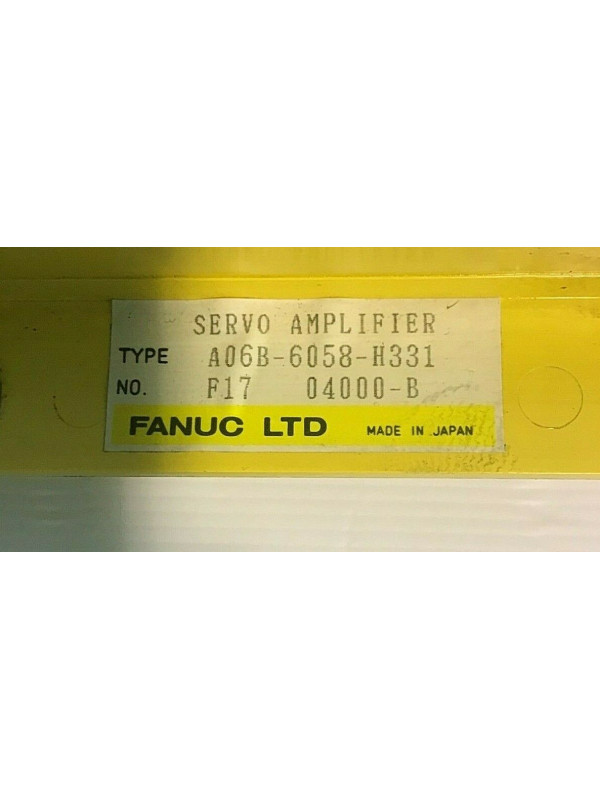 SERVO AMPLIFIER
TYPE A06B-6058-H331
NO. F17 04000-B
FANUC LTD MADE IN JAPAN